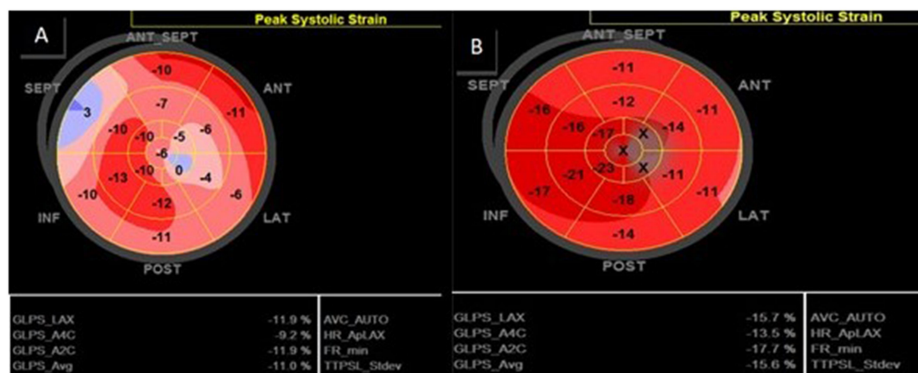 A
Peak Systolic Strain
ANT_SEPT
SEPT
ANT
-10
3
-7
-11
-10
-10
-5
-6
-6
-10
0
-13
-4
-10
-6
-12
INF
LAT
-11
POST
GLPS_LAX -11.9 % AVC_AUTO
GLPS_A4C -9.2 % HR_ApLAX
GLPS_A2C -11.9 % FR_min
GLPS_Avg -11.0 % TTPSL_Stdev
B
Peak Systolic Strain
ANT_SEPT
SEPT
ANT
-11
-16
-12
-11
-16
-17
X
-14
X
-23
X
-21
-11
-17
-11
-18
INF
LAT
-14
POST
GLPS_LAX -15.7 % AVC_AUTO
GLPS_A4C -13.5 % HR_ApLAX
GLPS_A2C -17.7 % FR_min
GLPS_Avg -15.6 % TTPSL_Stdev